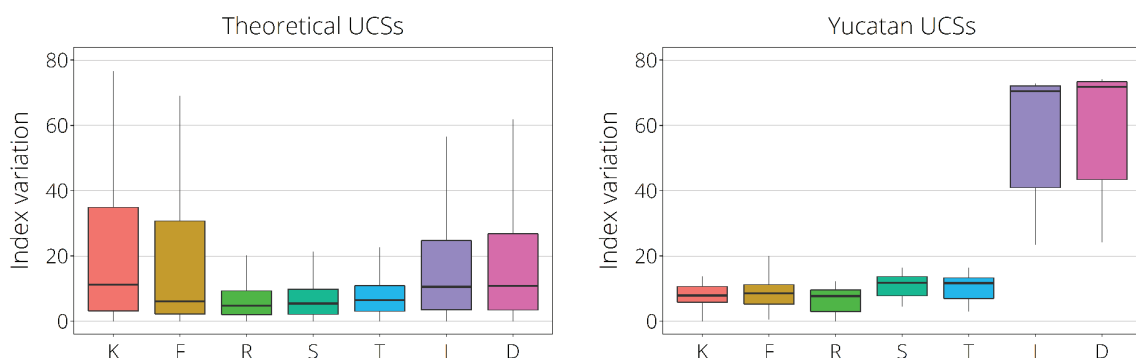 Theoretical UCSs
Index variation
80
60
40
20
0
K F R S T I D
Yucatan UCSs
Index variation
80
60
40
20
0
K F R S T I D